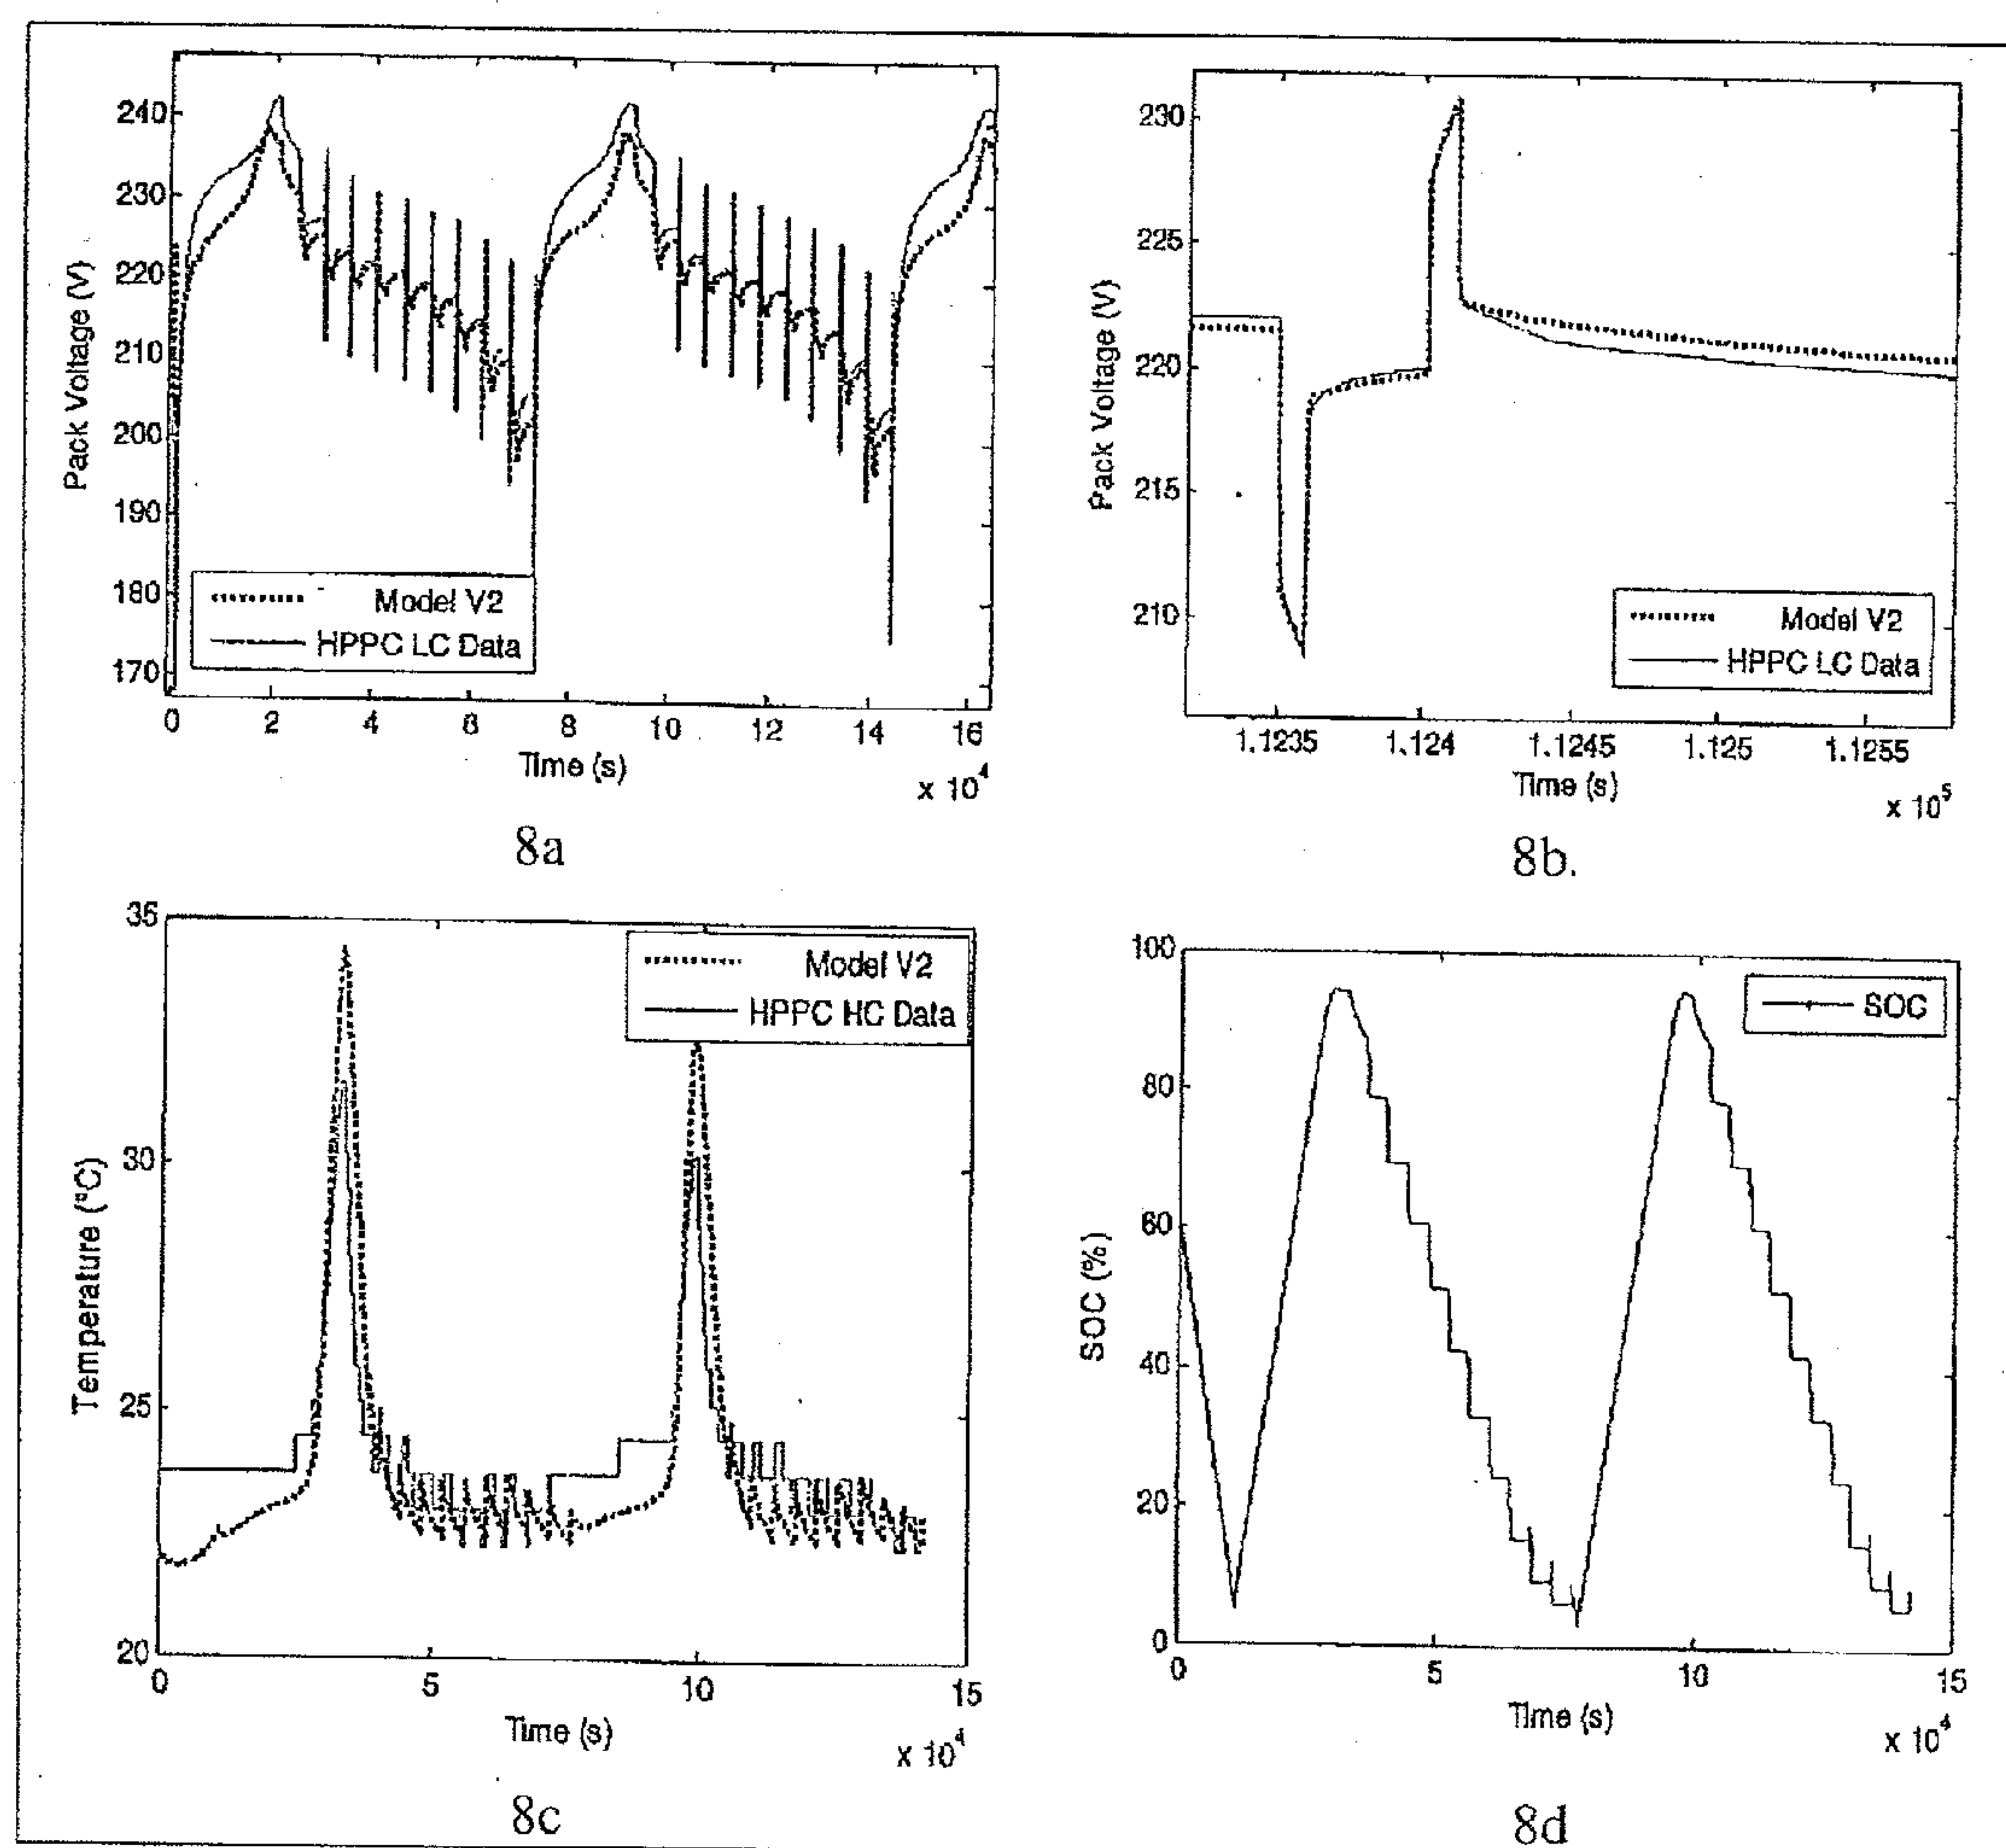 240
230
220
210
200
190
180
170
Pack Voltage (V)
Model V2
HPPC LC Data
0 2 4 6 8 10 12 14 16
Time (s)
x 10^4
8a
230
225
220
215
210
Pack Voltage (V)
Model V2
HPPC LC Data
1.1235 1.124 1.1245 1.125 1.1255
Time (s)
x 10^5
8b.
35
30
25
20
Temperature (°C)
Model V2
HPPC HC Data
0 5 10 15
Time (s)
x 10^4
8c
100
80
60
40
20
0
SOC (%)
SOC
0 5 10 15
Time (s)
x 10^4
8d